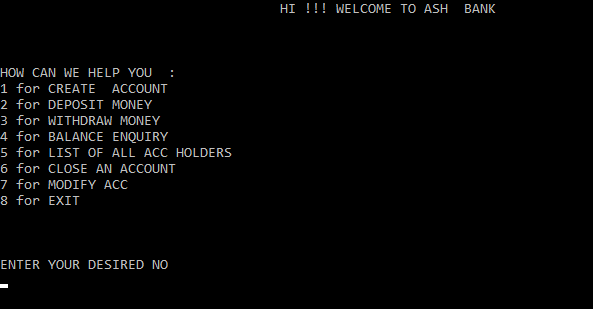 HI !!! WELCOME TO ASH  BANK
HOW CAN WE HELP YOU  :
1 for CREATE  ACCOUNT
2 for DEPOSIT MONEY
3 for WITHDRAW MONEY
4 for BALANCE ENQUIRY
5 for LIST OF ALL ACC HOLDERS
6 for CLOSE AN ACCOUNT
7 for MODIFY ACC
8 for EXIT
ENTER YOUR DESIRED NO